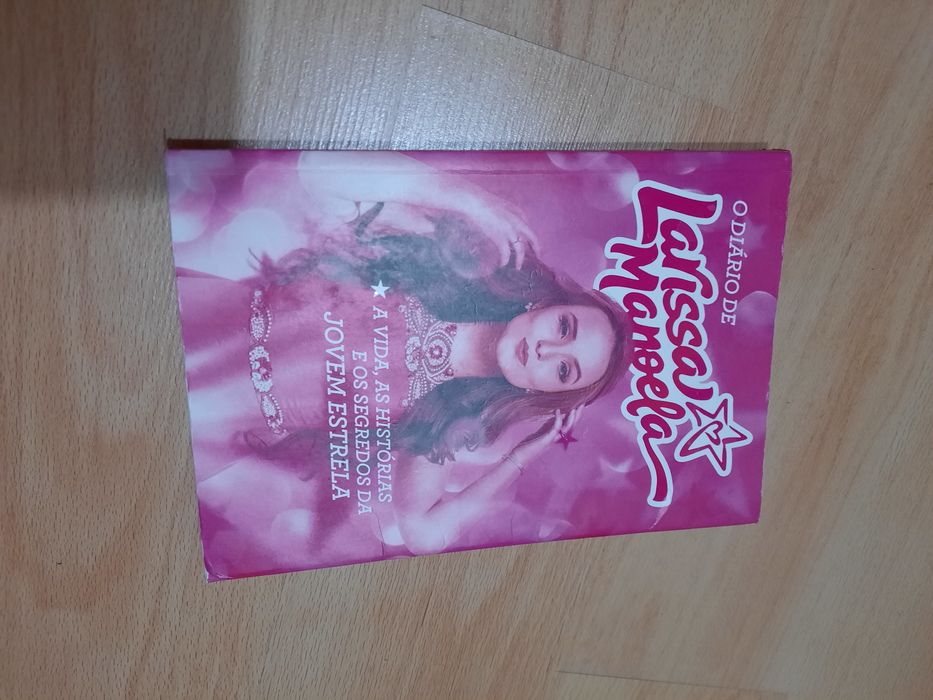 O DIÁRIO DE
Larissa
Manoela
A VIDA, AS HISTÓRIAS
E OS SEGREDOS DA
JOVEM ESTRELA